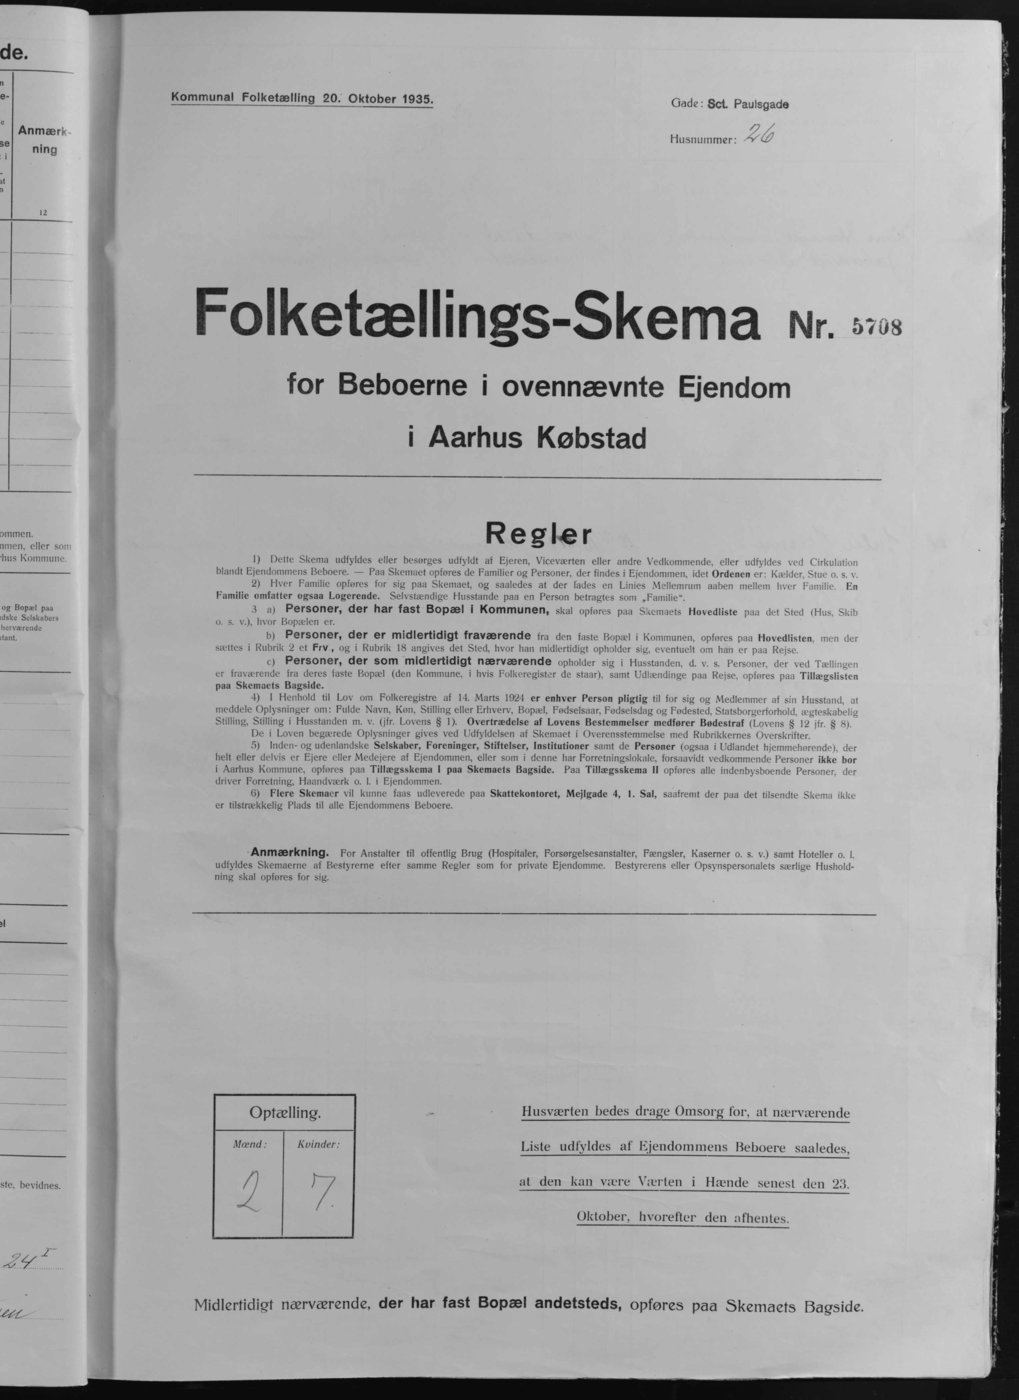 de.
Anmærk-
ning
12
ommen.
nmen, eller som
hus Kommune.
og Bopæl paa
dske Selskabers
herværende
tant.
el
ste, bevidnes.
24 I
en
Kommunal Folketælling 20. Oktober 1935.
Gade: Sct. Paulsgade
Husnummer: 26
Folketællings-Skema Nr. 5708
for Beboerne i ovennævnte Ejendom
i Aarhus Købstad
Regler
1) Dette Skema udfyldes eller besørges udfyldt af Ejeren, Viceværten eller andre Vedkommende, eller udfyldes ved Cirkulation
blandt Ejendommens Beboere. — Paa Skemaet opføres de Familier og Personer, der findes i Ejendommen, idet Ordenen er: Kælder, Stue o. s. v.
2) Hver Familie opføres for sig paa Skemaet, og saaledes at der lades en Linies Mellemrum aaben mellem hver Familie. En
Familie omfatter ogsaa Logerende. Selvstændige Husstande paa en Person betragtes som „Familie“.
3 a) Personer, der har fast Bopæl i Kommunen, skal opføres paa Skemaets Hovedliste paa det Sted (Hus, Skib
o. s. v.), hvor Bopælen er.
b) Personer, der er midlertidigt fraværende fra den faste Bopæl i Kommunen, opføres paa Hovedlisten, men der
sættes i Rubrik 2 et Frv., og i Rubrik 18 angives det Sted, hvor han midlertidigt opholder sig, eventuelt om han er paa Rejse.
c) Personer, der som midlertidigt nærværende opholder sig i Husstanden, d. v. s. Personer, der ved Tællingen
er fraværende fra deres faste Bopæl (den Kommune, i hvis Folkeregister de staar), samt Udlændinge paa Rejse, opføres paa Tillægslisten
paa Skemaets Bagside.
4) I Henhold til Lov om Folkeregistre af 14. Marts 1924 er enhver Person pligtig til for sig og Medlemmer af sin Husstand, at
meddele Oplysninger om: Fulde Navn, Køn, Stilling eller Erhverv, Bopæl, Fødselsaar, Fødselsdag og Fødested, Statsborgerforhold, ægteskabelig
Stilling, Stilling i Husstanden m. v. (jfr. Lovens § 1). Overtrædelse af Lovens Bestemmelser medfører Bødestraf (Lovens § 12 jfr. § 8).
De i Loven begærede Oplysninger gives ved Udfyldelsen af Skemaet i Overensstemmelse med Rubrikkernes Overskrifter.
5) Inden- og udenlandske Selskaber, Foreninger, Stiftelser, Institutioner samt de Personer (ogsaa i Udlandet hjemmehørende), der
helt eller delvis er Ejere eller Medejere af Ejendommen, eller som i denne har Forretningslokale, forsaavidt vedkommende Personer ikke bor
i Aarhus Kommune, opføres paa Tillægsskema I paa Skemaets Bagside. Paa Tillægsskema II opføres alle indenbysboende Personer, der
driver Forretning, Haandværk o. l. i Ejendommen.
6) Flere Skemaer vil kunne faas udleverede paa Skattekontoret, Mejlgade 4, 1. Sal, saafremt der paa det tilsendte Skema ikke
er tilstrækkelig Plads til alle Ejendommens Beboere.
Anmærkning. For Anstalter til offentlig Brug (Hospitaler, Forsørgelsesanstalter, Fængsler, Kaserner o. s. v.) samt Hoteller o. l.
udfyldes Skemaerne af Bestyrerne efter samme Regler som for private Ejendomme. Bestyrerens eller Opsynspersonalets særlige Hushold-
ning skal opføres for sig.
Optælling.
Mænd: Kvinder:
2 7.
Husværten bedes drage Omsorg for, at nærværende
Liste udfyldes af Ejendommens Beboere saaledes,
at den kan være Værten i Hænde senest den 23.
Oktober, hvorefter den afhentes.
Midlertidigt nærværende, der har fast Bopæl andetsteds, opføres paa Skemaets Bagside.